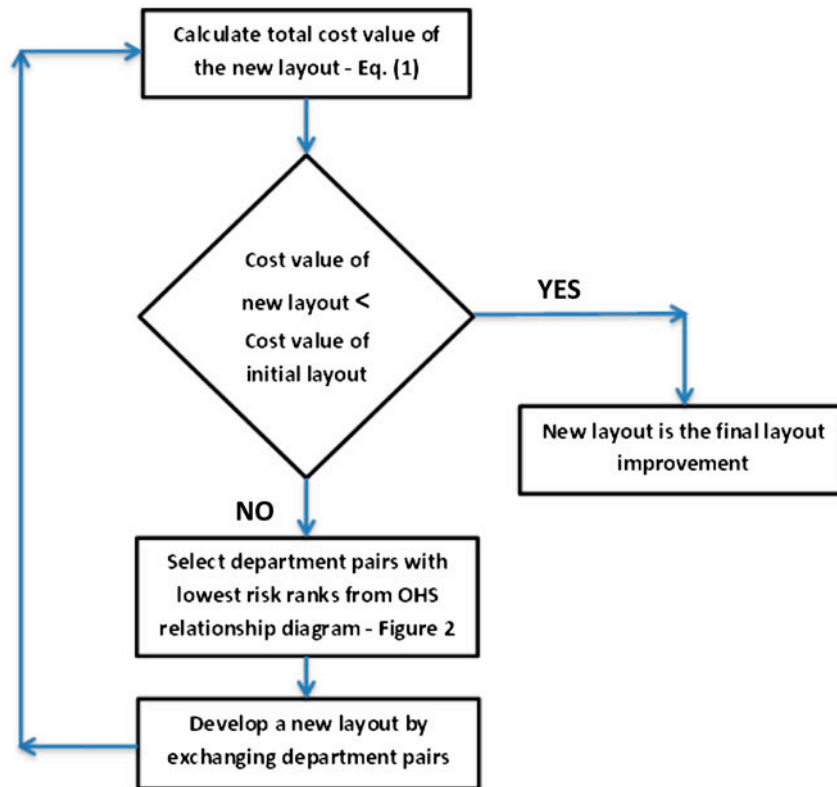 Calculate total cost value of
the new layout - Eq. (1)
Cost value of
new layout <
Cost value of
initial layout
YES
New layout is the final layout
improvement
NO
Select department pairs with
lowest risk ranks from OHS
relationship diagram - Figure 2
Develop a new layout by
exchanging department pairs